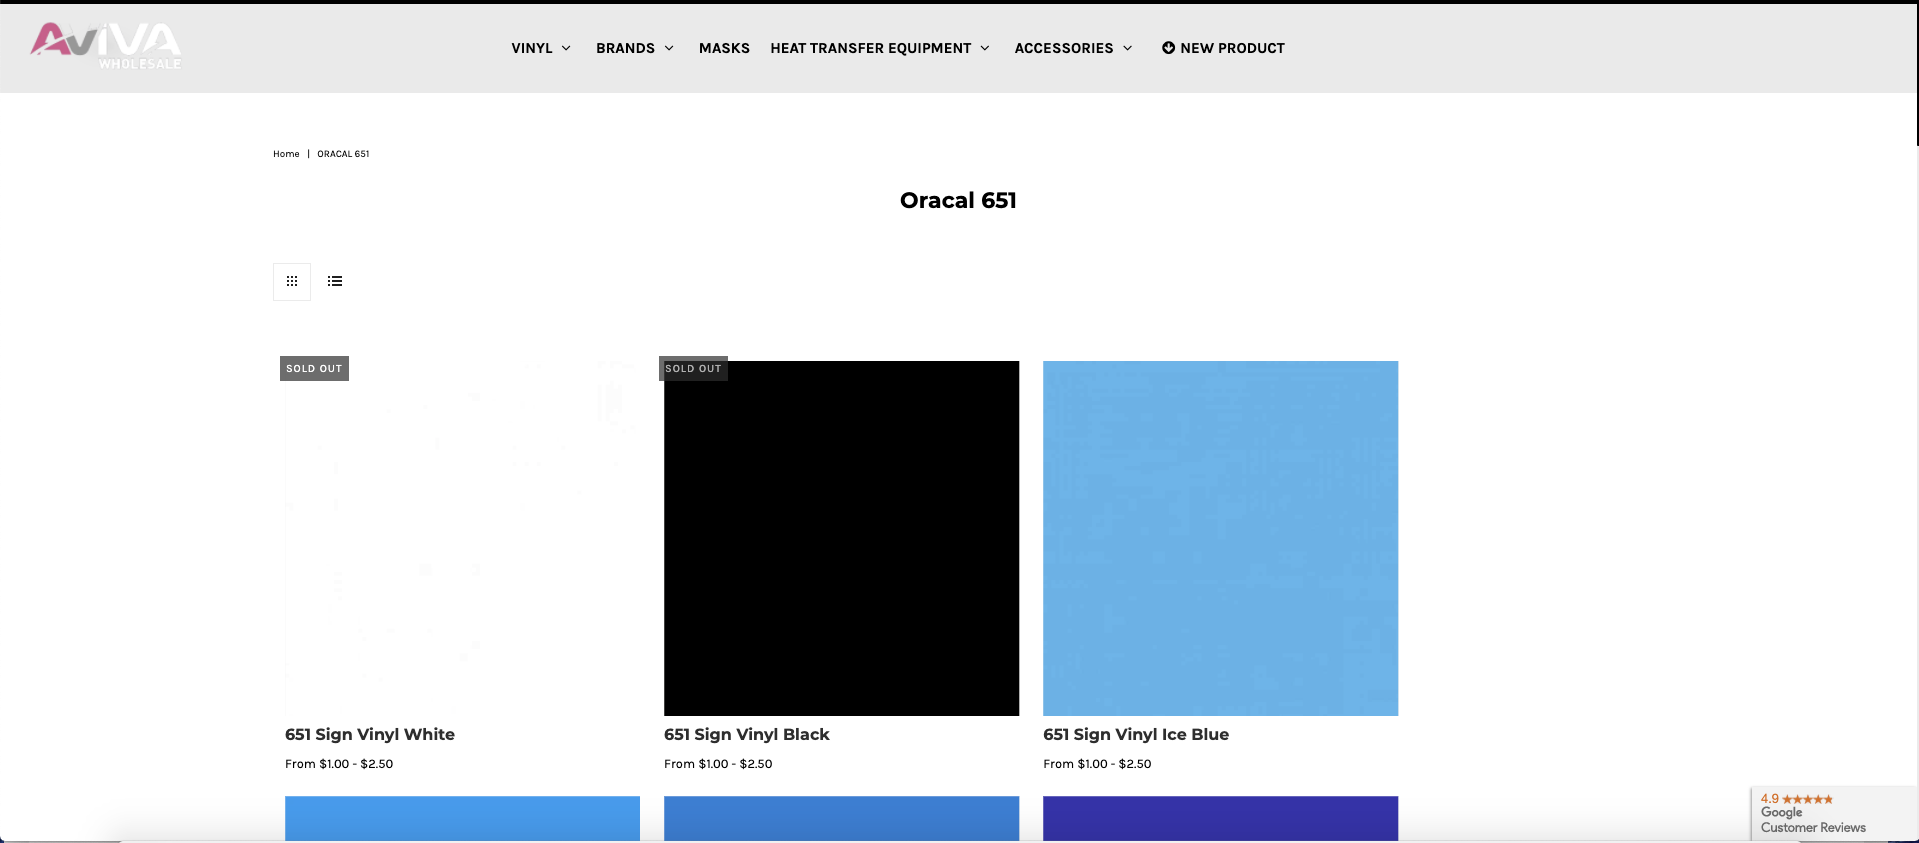 AVIVA
WHOLESALE
VINYL BRANDS MASKS HEAT TRANSFER EQUIPMENT ACCESSORIES NEW PRODUCT
Home | ORACAL 651
Oracal 651
SOLD OUT
SOLD OUT
651 Sign Vinyl White
From $1.00 - $2.50
651 Sign Vinyl Black
From $1.00 - $2.50
651 Sign Vinyl Ice Blue
From $1.00 - $2.50
4.9
Google
Customer Reviews